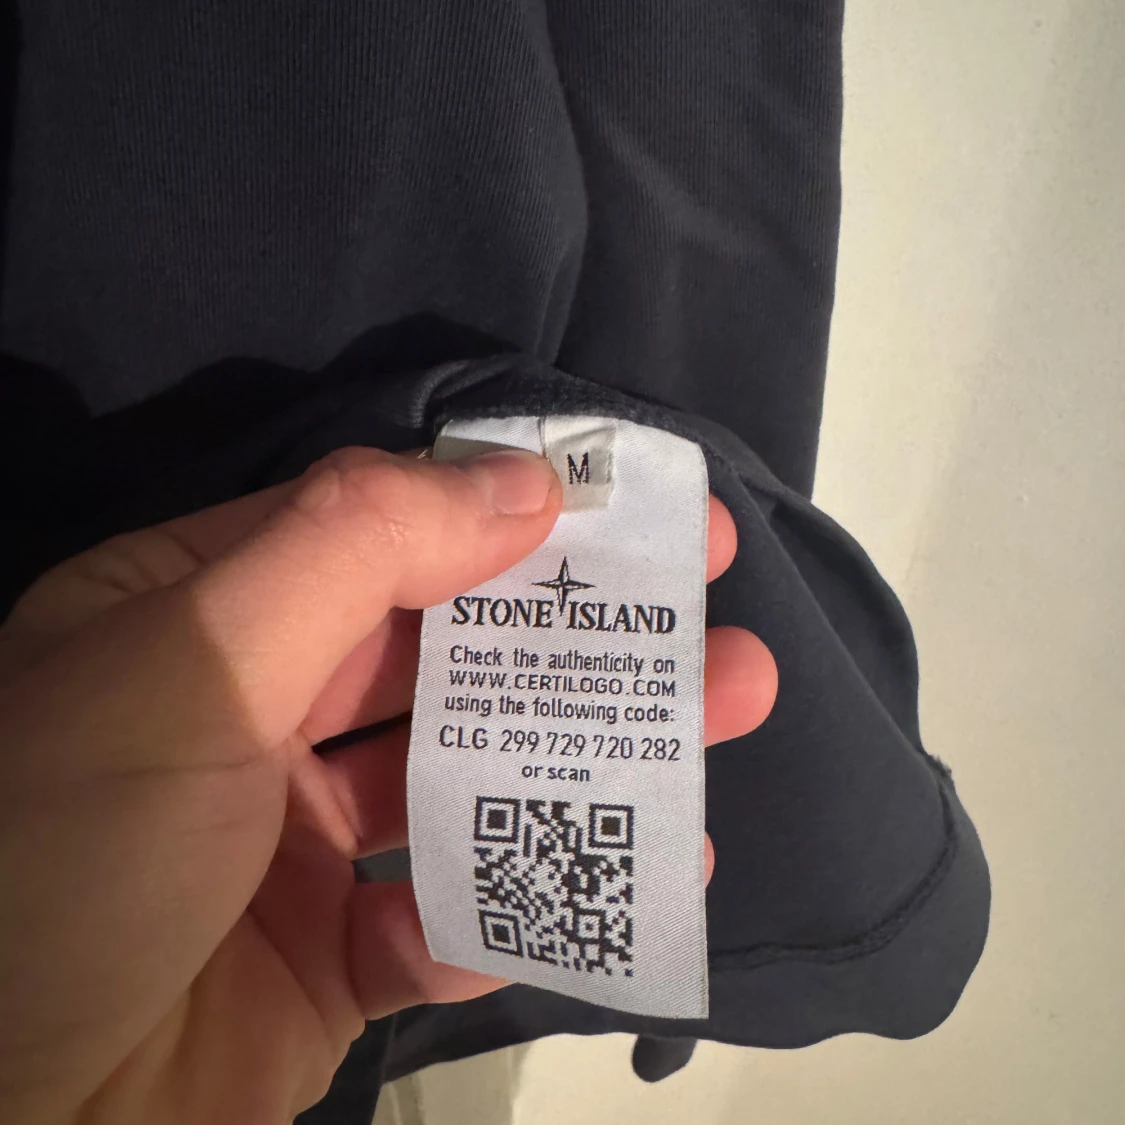 M
STONE ISLAND
Check the authenticity on
WWW.CERTILOGO.COM
using the following code:
CLG 299 729 720 282
or scan